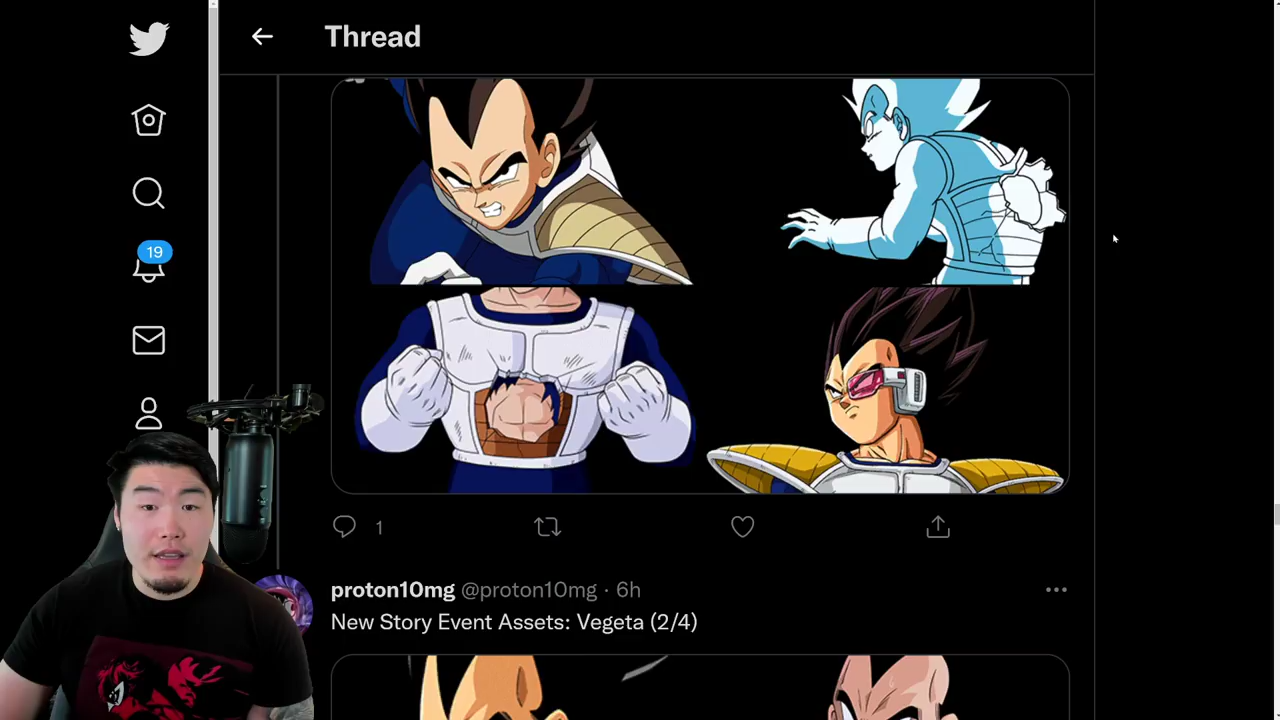 Thread
19
1
proton10mg @proton10mg · 6h
New Story Event Assets: Vegeta (2/4)